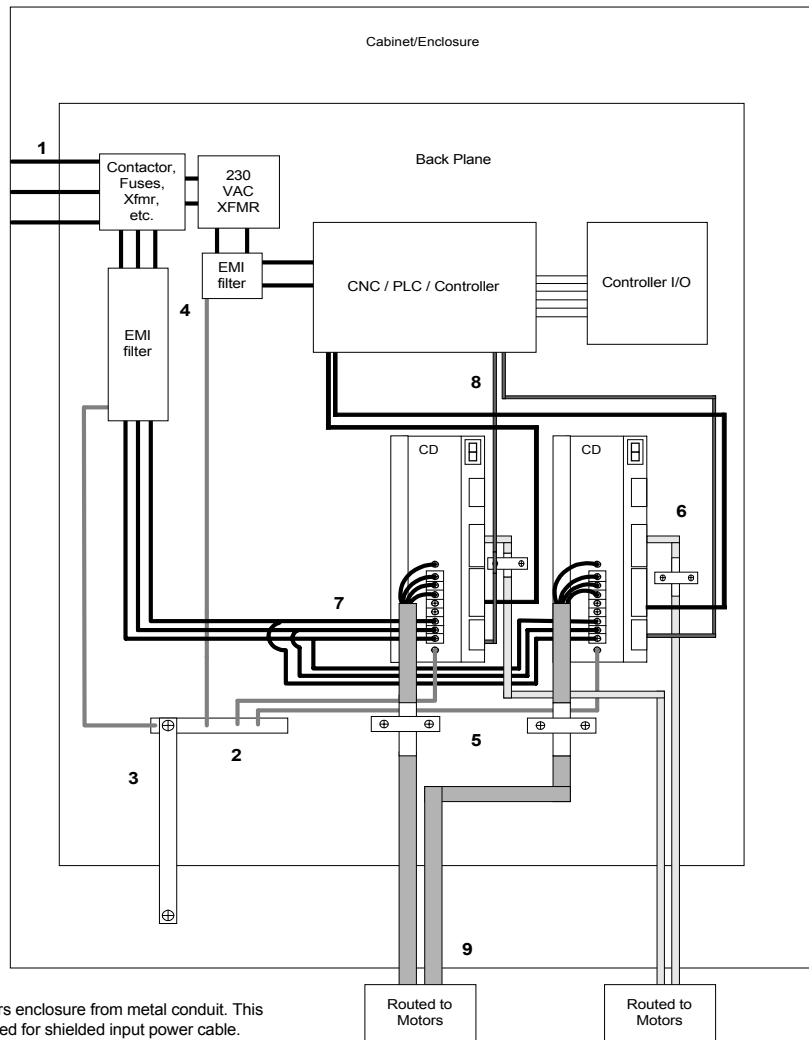 Cabinet/Enclosure
1
Contactor,
Fuses,
Xfmr,
etc.
230
VAC
XFMR
Back Plane
EMI
filter
CNC / PLC / Controller
Controller I/O
4
EMI
filter
8
CD
CD
6
7
5
2
3
9
Routed to
Motors
Routed to
Motors
rs enclosure from metal conduit. This
ed for shielded input power cable.